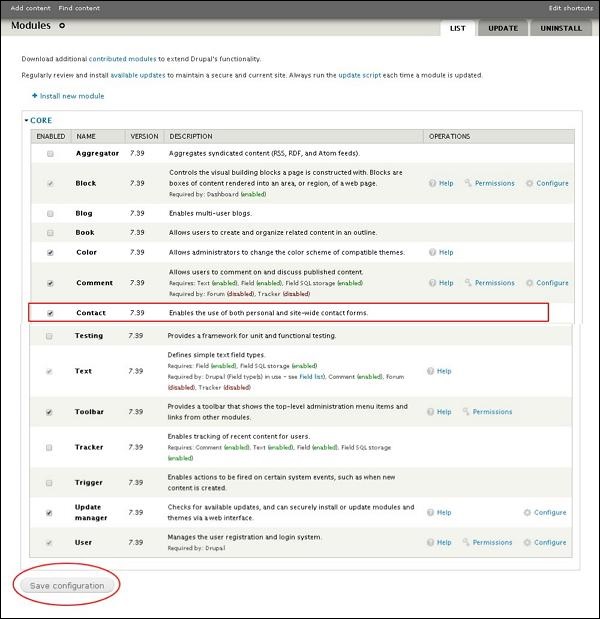 Add content Find content Edit shortcuts
Modules LIST UPDATE UNINSTALL
Download additional contributed modules to extend Drupal's functionality.
Regularly review and install available updates to maintain a secure and current site. Always run the update script each time a module is updated.
+ Install new module
CORE
ENABLED NAME VERSION DESCRIPTION OPERATIONS
Aggregator 7.39 Aggregates syndicated content (RSS, RDF, and Atom feeds).
Controls the visual building blocks a page is constructed with. Blocks are
Block 7.39 boxes of content rendered into an area, or region, of a web page. Help Permissions Configure
Required by: Dashboard (enabled)
Blog 7.39 Enables multi-user blogs.
Book 7.39 Allows users to create and organize related content in an outline.
Color 7.39 Allows administrators to change the color scheme of compatible themes. Help
Allows users to comment on and discuss published content.
Comment 7.39 Requires: Text (enabled), Field (enabled), Field SQL storage (enabled) Help Permissions Configure
Required by: Forum (disabled), Tracker (disabled)
Contact 7.39 Enables the use of both personal and site-wide contact forms.
Testing 7.39 Provides a framework for unit and functional testing.
Defines simple text field types.
Requires: Field (enabled), Field SQL storage (enabled)
Text 7.39 Required by: Drupal (Field type(s) in use - see Field list), Comment (enabled), Forum Help
(disabled), Tracker (disabled)
Toolbar 7.39 Provides a toolbar that shows the top-level administration menu items and Help Permissions
links from other modules.
Enables tracking of recent content for users.
Tracker 7.39 Requires: Comment (enabled), Text (enabled), Field (enabled), Field SQL storage
(enabled)
Trigger 7.39 Enables actions to be fired on certain system events, such as when new
content is created.
Update 7.39 Checks for available updates, and can securely install or update modules and Help Configure
manager themes via a web interface.
User 7.39 Manages the user registration and login system. Help Permissions Configure
Required by: Drupal
Save configuration